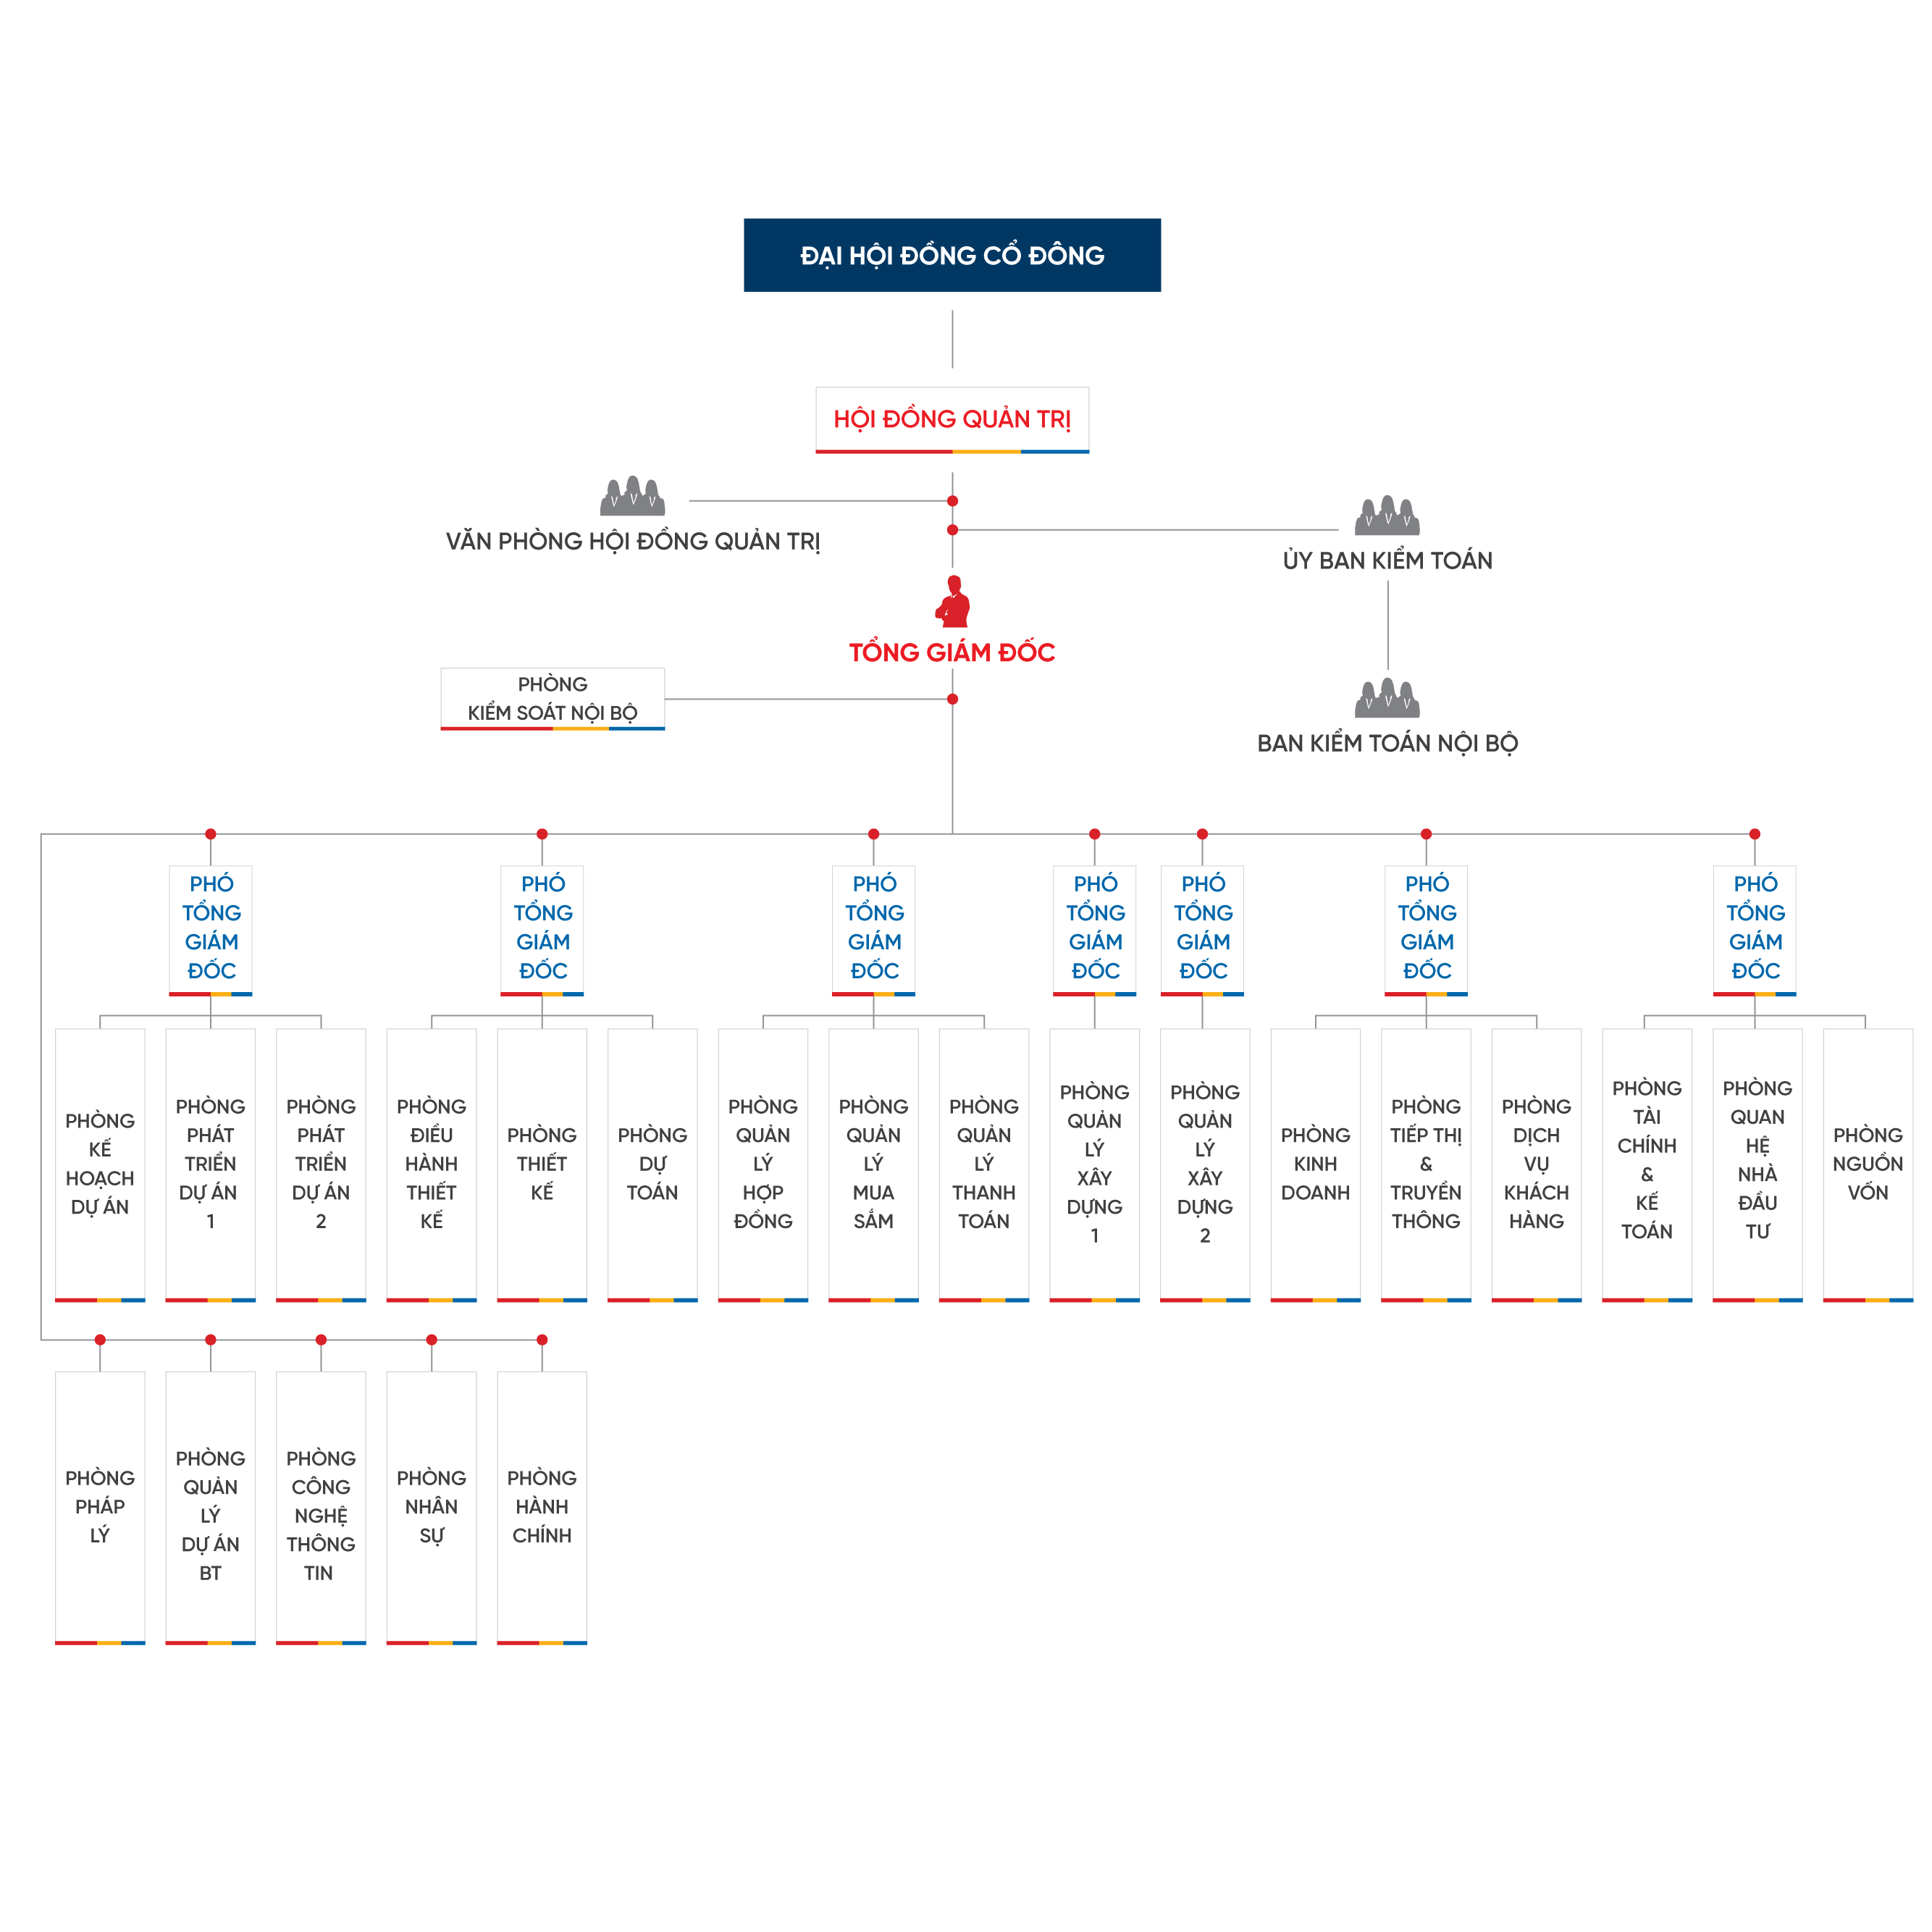 ĐẠI HỘI ĐỒNG CỔ ĐÔNG
HỘI ĐỒNG QUẢN TRỊ
VĂN PHÒNG HỘI ĐỒNG QUẢN TRỊ
ỦY BAN KIỂM TOÁN
TỔNG GIÁM ĐỐC
PHÒNG
KIỂM SOÁT NỘI BỘ
BAN KIỂM TOÁN NỘI BỘ
PHÓ
TỔNG
GIÁM
ĐỐC
PHÓ
TỔNG
GIÁM
ĐỐC
PHÓ
TỔNG
GIÁM
ĐỐC
PHÓ
TỔNG
GIÁM
ĐỐC
PHÓ
TỔNG
GIÁM
ĐỐC
PHÓ
TỔNG
GIÁM
ĐỐC
PHÓ
TỔNG
GIÁM
ĐỐC
PHÒNG
KẾ
HOẠCH
DỰ ÁN
PHÒNG
PHÁT
TRIỂN
DỰ ÁN
1
PHÒNG
PHÁT
TRIỂN
DỰ ÁN
2
PHÒNG
ĐIỀU
HÀNH
THIẾT
KẾ
PHÒNG
THIẾT
KẾ
PHÒNG
DỰ
TOÁN
PHÒNG
QUẢN
LÝ
HỢP
ĐỒNG
PHÒNG
QUẢN
LÝ
MUA
SẮM
PHÒNG
QUẢN
LÝ
THANH
TOÁN
PHÒNG
QUẢN
LÝ
XÂY
DỰNG
1
PHÒNG
QUẢN
LÝ
XÂY
DỰNG
2
PHÒNG
KINH
DOANH
PHÒNG
TIẾP THỊ
&
TRUYỀN
THÔNG
PHÒNG
DỊCH
VỤ
KHÁCH
HÀNG
PHÒNG
TÀI
CHÍNH
&
KẾ
TOÁN
PHÒNG
QUAN
HỆ
NHÀ
ĐẦU
TƯ
PHÒNG
NGUỒN
VỐN
PHÒNG
PHÁP
LÝ
PHÒNG
QUẢN
LÝ
DỰ ÁN
BT
PHÒNG
CÔNG
NGHỆ
THÔNG
TIN
PHÒNG
NHÂN
SỰ
PHÒNG
HÀNH
CHÍNH